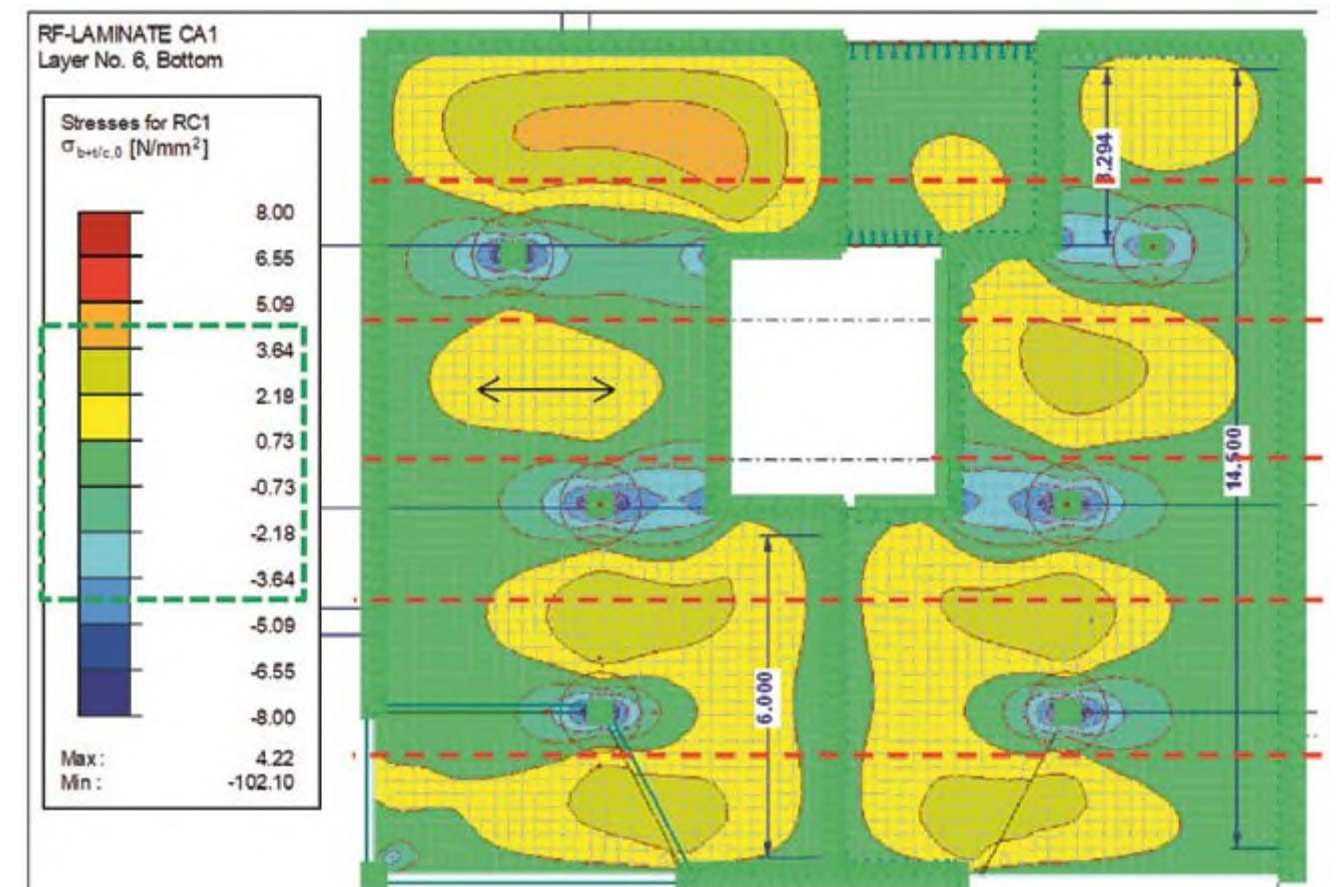 RF-LAMINATE CA1
Layer No. 6, Bottom
Stresses for RC1
σb+t/c,0 [N/mm²]
8.00
6.55
5.09
3.64
2.18
0.73
-0.73
-2.18
-3.64
-5.09
-6.55
-8.00
Max: 4.22
Min: -102.10
3.294
14.500
6.000